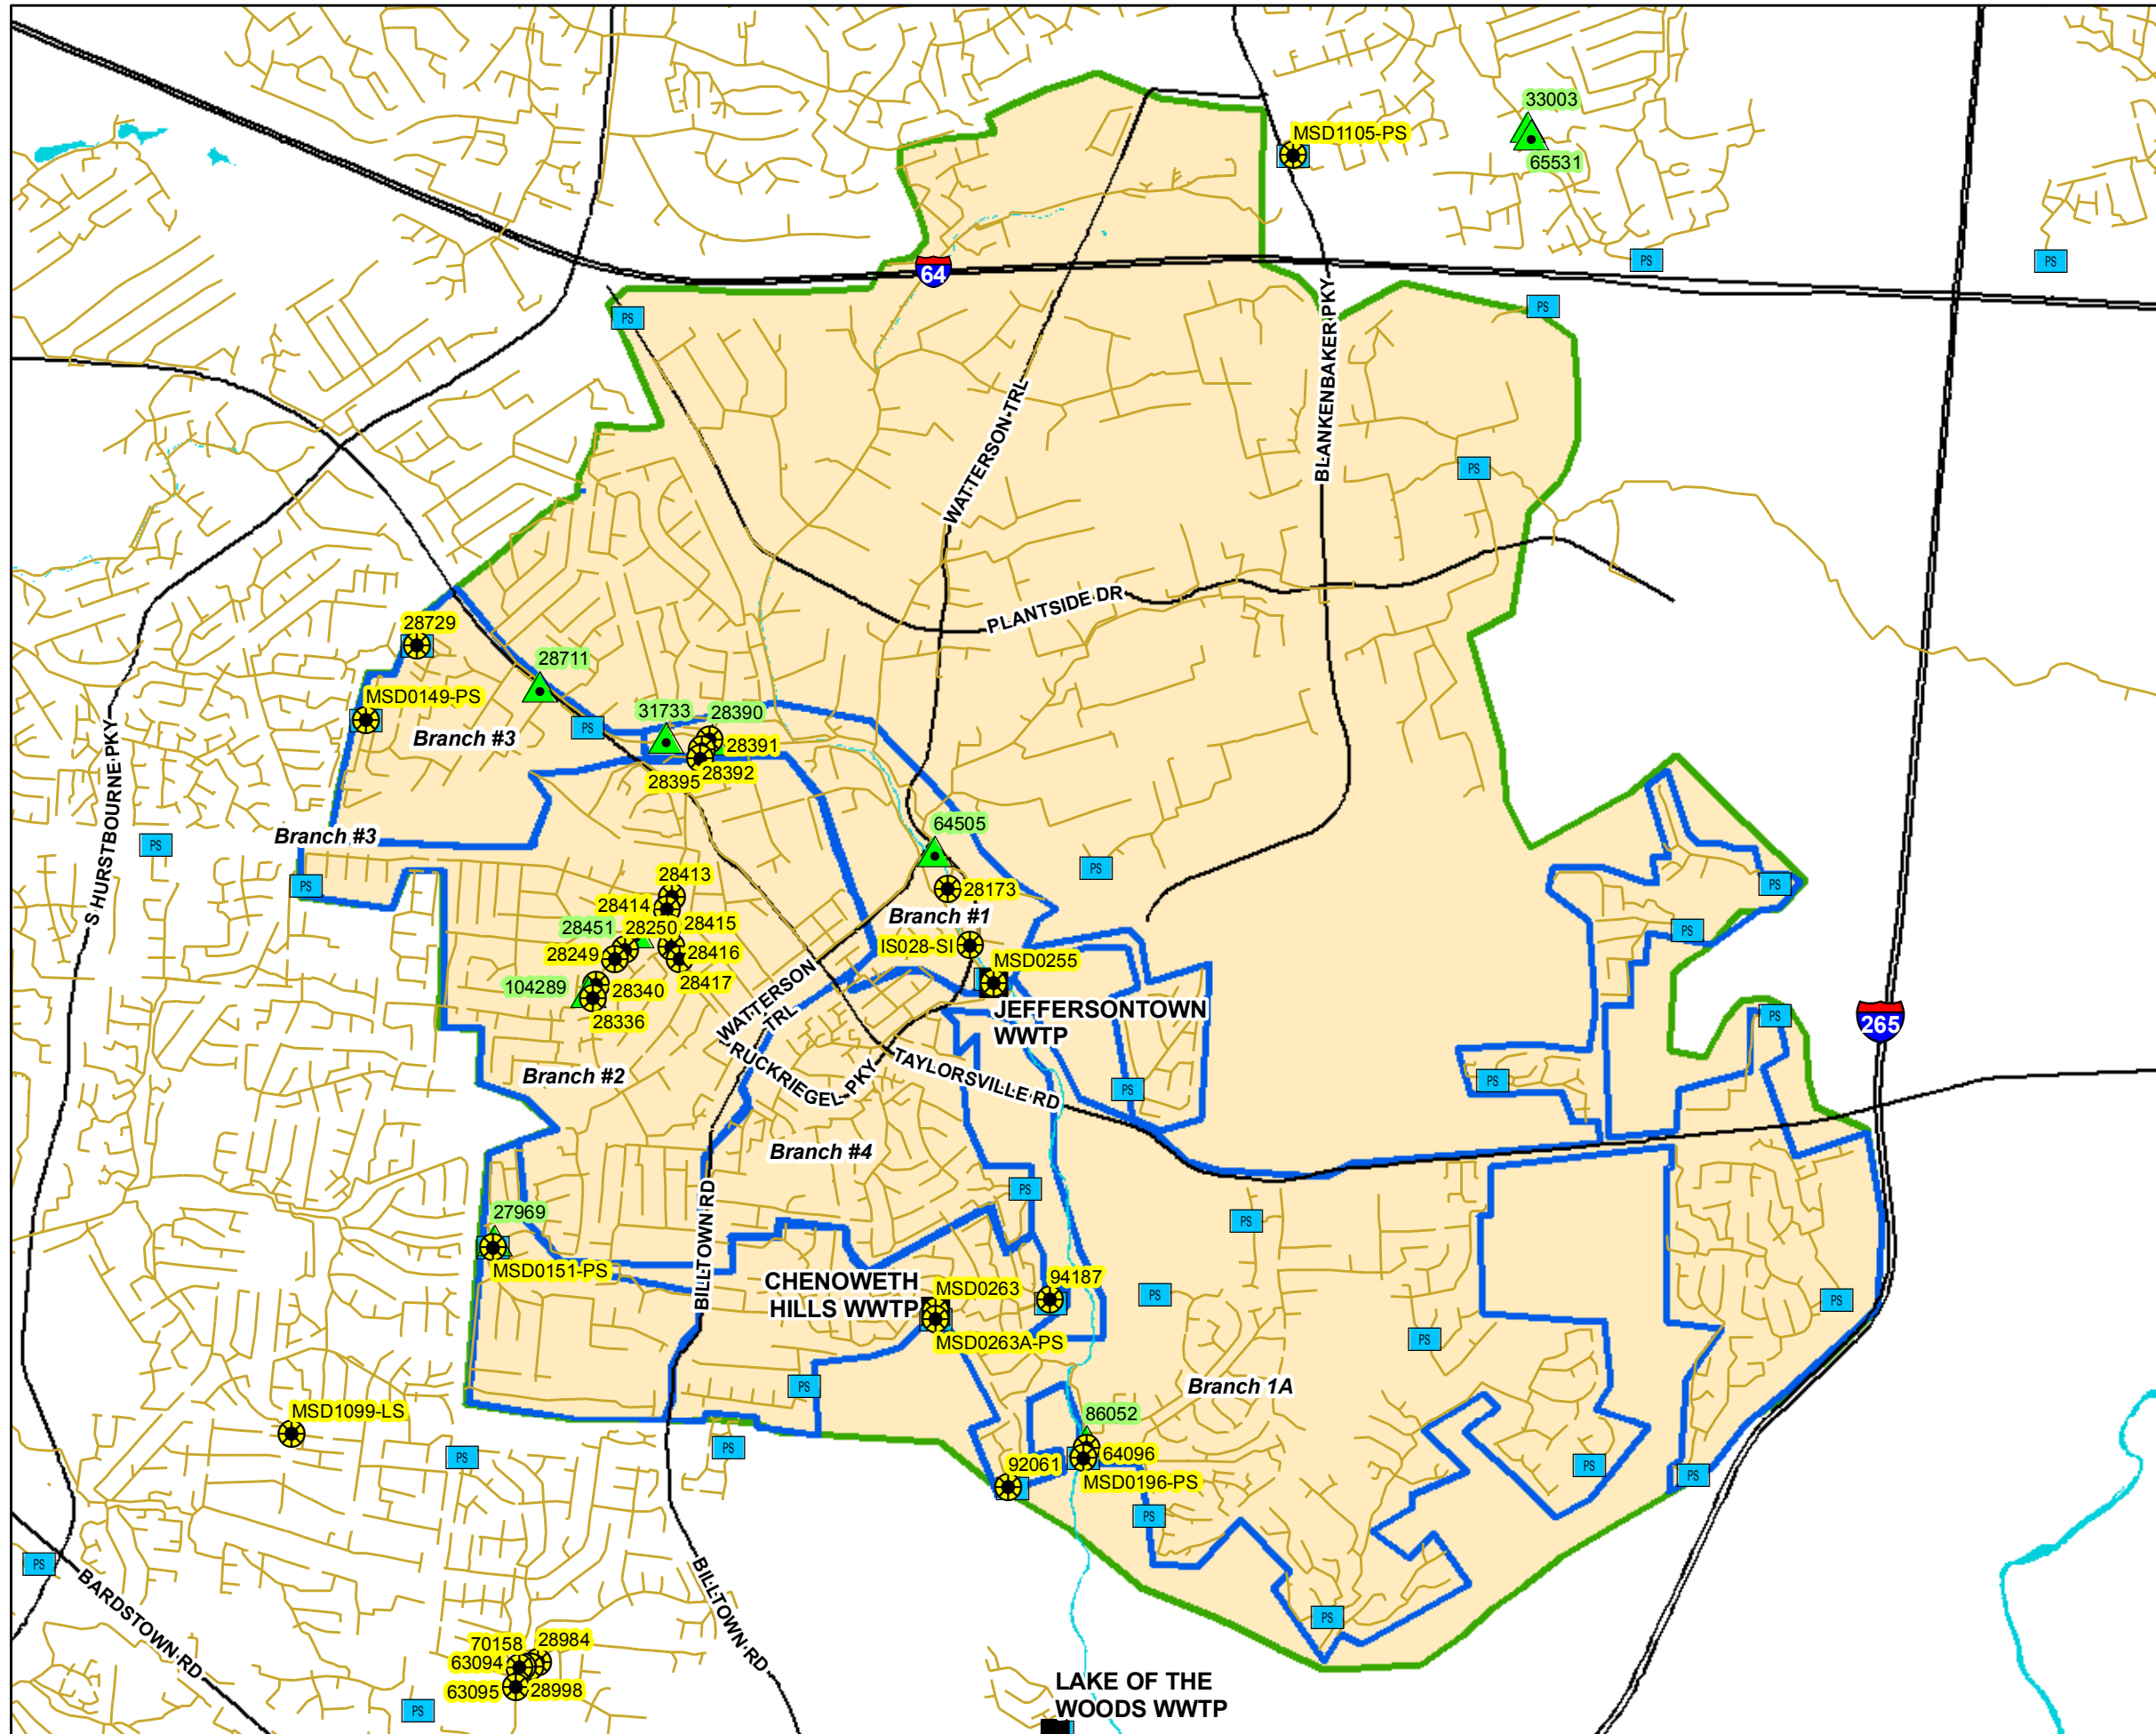 33003
MSD1105-PS
65531
PS
PS
64
PS
PS
BLANKENBAKER PKY
WATTERSON TRL
PS
PLANTSIDE DR
28729
28711
MSD0149-PS
31733
28390
PS
Branch #3
28391
28392
28395
S HURSTBOURNE PKY
64505
Branch #3
PS
PS
PS
28413
PS
28173
28414
Branch #1
28451
28250
28415
PS
28249
IS028-SI
28416
MSD0255
28417
104289
28340
WATTERSON
TRL
JEFFERSONTOWN
WWTP
PS
265
28336
S RUCKRIEGEL PKY
TAYLORSVILLE RD
Branch #2
PS
PS
Branch #4
PS
27969
PS
BILLTOWN RD
MSD0151-PS
CHENOWETH
HILLS WWTP
MSD0263
94187
PS
PS
MSD0263A-PS
PS
PS
Branch 1A
MSD1099-LS
86052
PS
PS
92061
64096
PS
PS
MSD0196-PS
PS
PS
BARDSTOWN RD
BILLTOWN RD
PS
70158
28984
63094
63095
28998
PS
LAKE OF THE
WOODS WWTP